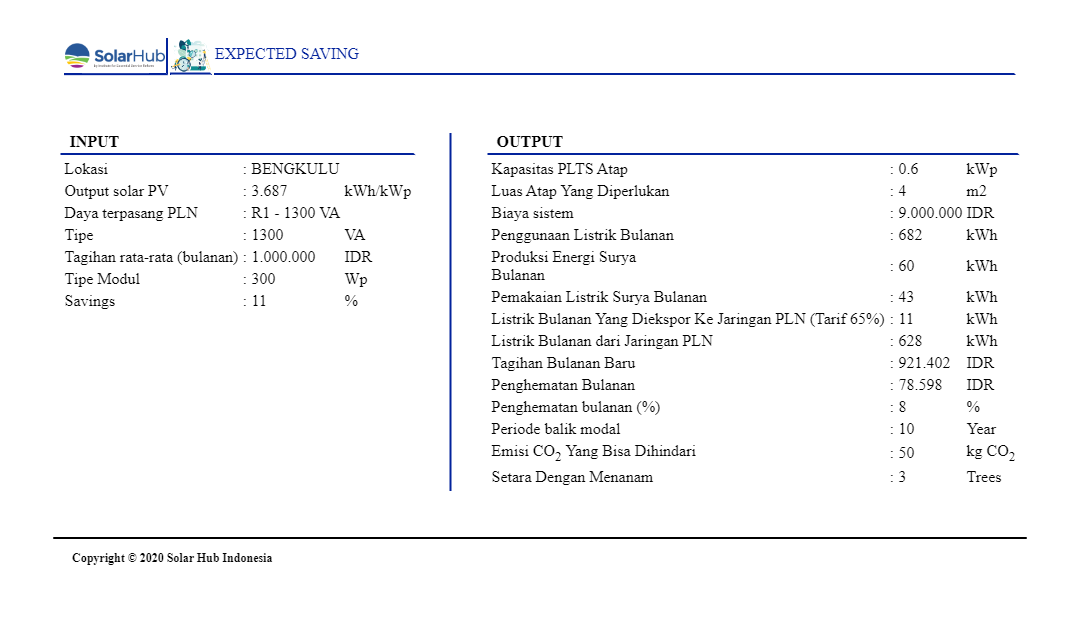 SolarHub
EXPECTED SAVING
INPUT
Lokasi : BENGKULU
Output solar PV : 3.687 kWh/kWp
Daya terpasang PLN : R1 - 1300 VA
Tipe : 1300 VA
Tagihan rata-rata (bulanan) : 1.000.000 IDR
Tipe Modul : 300 Wp
Savings : 11 %
OUTPUT
Kapasitas PLTS Atap : 0.6 kWp
Luas Atap Yang Diperlukan : 4 m2
Biaya sistem : 9.000.000 IDR
Penggunaan Listrik Bulanan : 682 kWh
Produksi Energi Surya
Bulanan : 60 kWh
Pemakaian Listrik Surya Bulanan : 43 kWh
Listrik Bulanan Yang Diekspor Ke Jaringan PLN (Tarif 65%) : 11 kWh
Listrik Bulanan dari Jaringan PLN : 628 kWh
Tagihan Bulanan Baru : 921.402 IDR
Penghematan Bulanan : 78.598 IDR
Penghematan bulanan (%) : 8 %
Periode balik modal : 10 Year
Emisi CO2 Yang Bisa Dihindari : 50 kg CO2
Setara Dengan Menanam : 3 Trees
Copyright © 2020 Solar Hub Indonesia